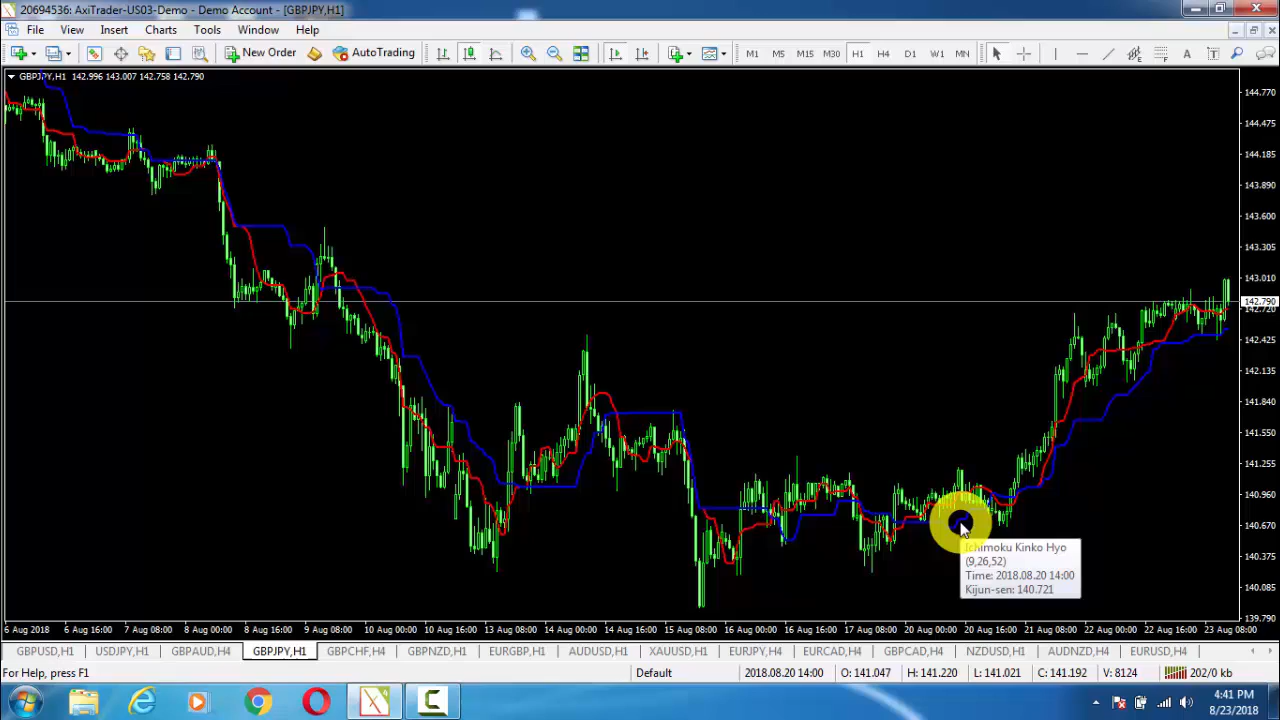 20694536: AxiTrader-US03-Demo - Demo Account - [GBPJPY,H1]
File View Insert Charts Tools Window Help
New Order AutoTrading M1 M5 M15 M30 H1 H4 D1 W1 MN A T
GBPJPY,H1 142.996 143.007 142.758 142.790
144.770
144.475
144.185
143.890
143.600
143.305
143.010
142.790
142.720
142.425
142.135
141.840
141.550
141.255
140.960
140.670
140.375
140.085
139.790
Ichimoku Kinko Hyo
(9,26,52)
Time: 2018.08.20 14:00
Kijun-sen: 140.721
6 Aug 2018 6 Aug 16:00 7 Aug 08:00 8 Aug 00:00 8 Aug 16:00 9 Aug 08:00 10 Aug 00:00 10 Aug 16:00 13 Aug 08:00 14 Aug 00:00 14 Aug 16:00 15 Aug 08:00 16 Aug 00:00 16 Aug 16:00 17 Aug 08:00 20 Aug 00:00 20 Aug 16:00 21 Aug 08:00 22 Aug 00:00 22 Aug 16:00 23 Aug 08:00
GBPUSD,H1 USDJPY,H1 GBPAUD,H4 GBPJPY,H1 GBPCHF,H4 GBPNZD,H1 EURGBP,H1 AUDUSD,H1 XAUUSD,H1 EURJPY,H4 EURCAD,H4 GBPCAD,H4 NZDUSD,H1 AUDNZD,H4 EURUSD,H4
For Help, press F1 Default 2018.08.20 14:00 O: 141.047 H: 141.220 L: 141.021 C: 141.192 V: 8124 202/0 kb
4:41 PM
8/23/2018